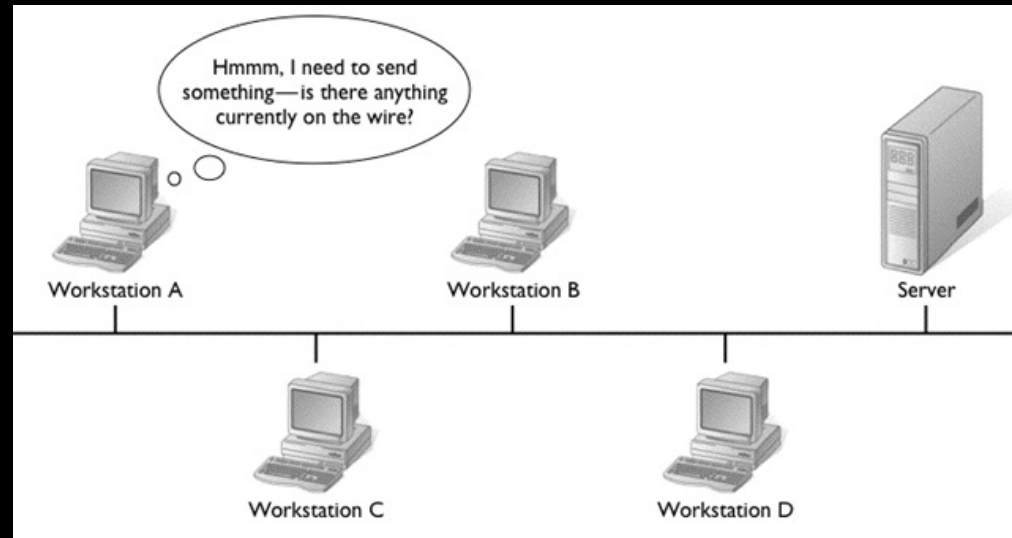 Hmmm, I need to send
something—is there anything
currently on the wire?
Workstation A
Workstation B
Server
Workstation C
Workstation D